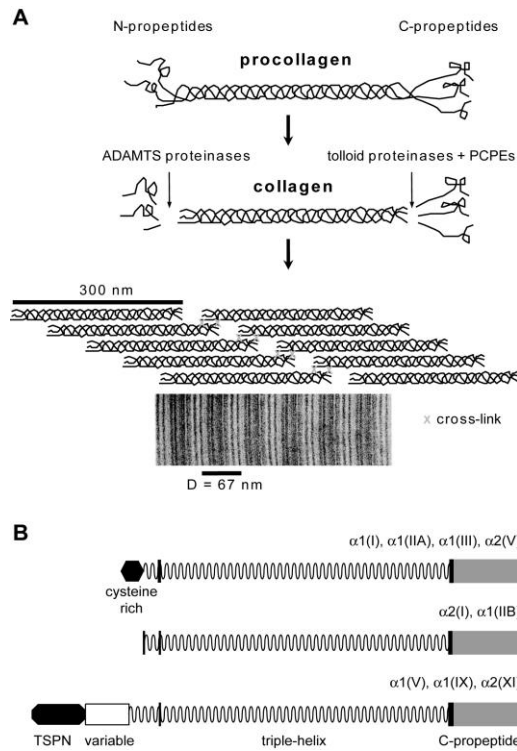 A
N-propeptides C-propeptides
procollagen
ADAMTS proteinases tolloid proteinases + PCPEs
collagen
300 nm
x cross-link
D = 67 nm
B
α1(I), α1(IIA), α1(III), α2(V
cysteine
rich
α2(I), α1(IIB
α1(V), α1(IX), α2(XI
TSPN variable triple-helix C-propeptide